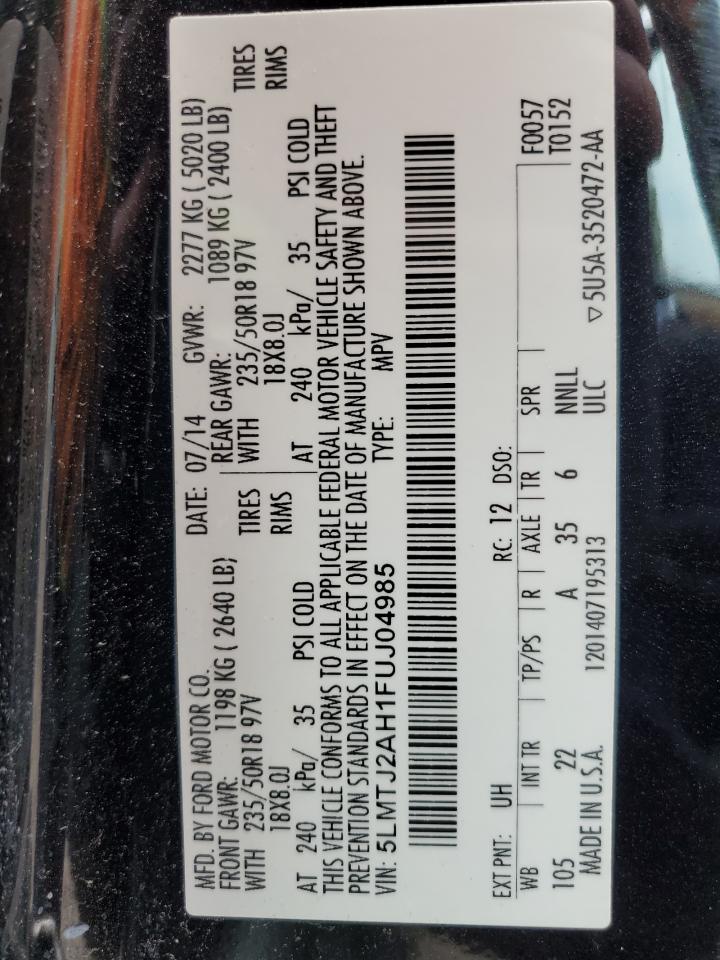 MFD. BY FORD MOTOR CO. DATE: 07/14 GVWR: 2277 KG ( 5020 LB)
FRONT GAWR: 1198 KG ( 2640 LB) REAR GAWR: 1089 KG ( 2400 LB)
WITH 235/50R18 97V TIRES WITH 235/50R18 97V TIRES
18X8.0J RIMS 18X8.0J RIMS
AT 240 kPa/ 35 PSI COLD AT 240 kPa/ 35 PSI COLD
THIS VEHICLE CONFORMS TO ALL APPLICABLE FEDERAL MOTOR VEHICLE SAFETY AND THEFT
PREVENTION STANDARDS IN EFFECT ON THE DATE OF MANUFACTURE SHOWN ABOVE.
VIN: 5LMTJ2AH1FUJ04985 TYPE: MPV
EXT PNT: UH RC: 12 DSO: F0057
WB INT TR TP/PS R AXLE TR SPR T0152
105 22 A 35 6 NNLL
MADE IN U.S.A. 1201407195313 ULC ▽5U5A-3520472-AA